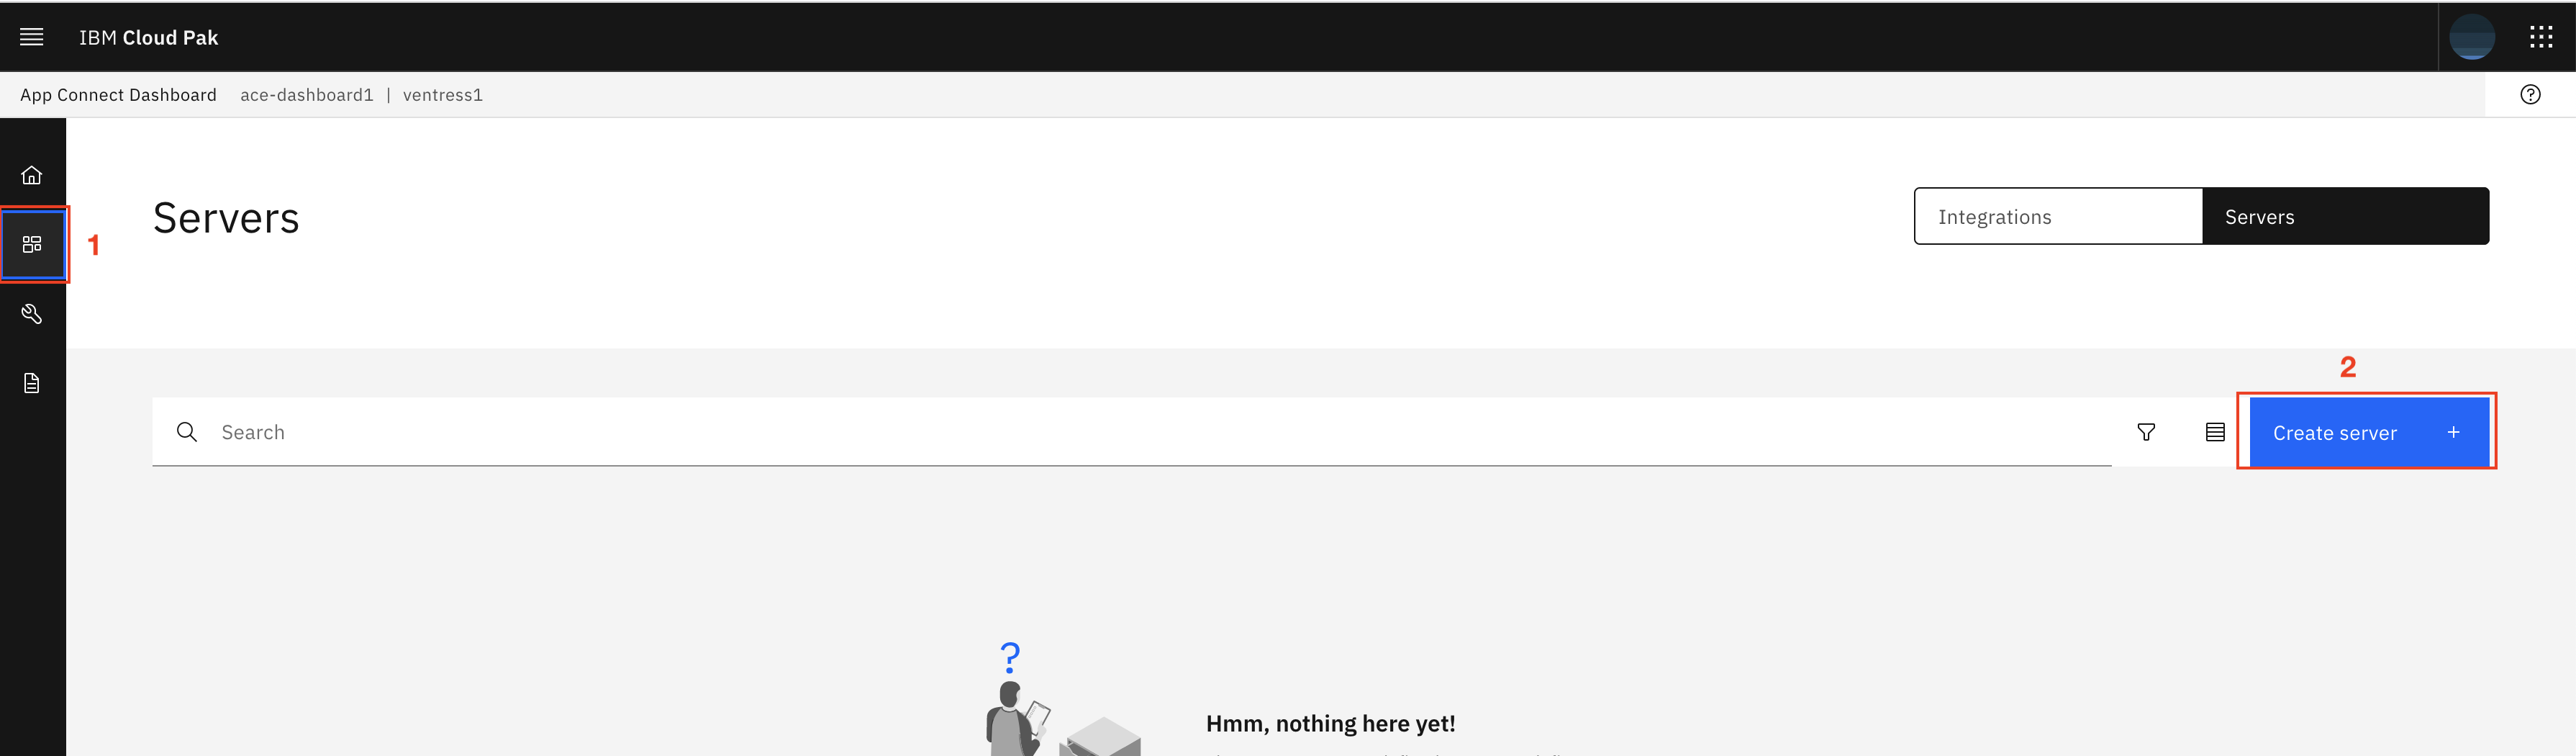 IBM Cloud Pak
App Connect Dashboard ace-dashboard1 | ventress1
Servers
Integrations
Servers
1
2
Search
Create server +
?
Hmm, nothing here yet!